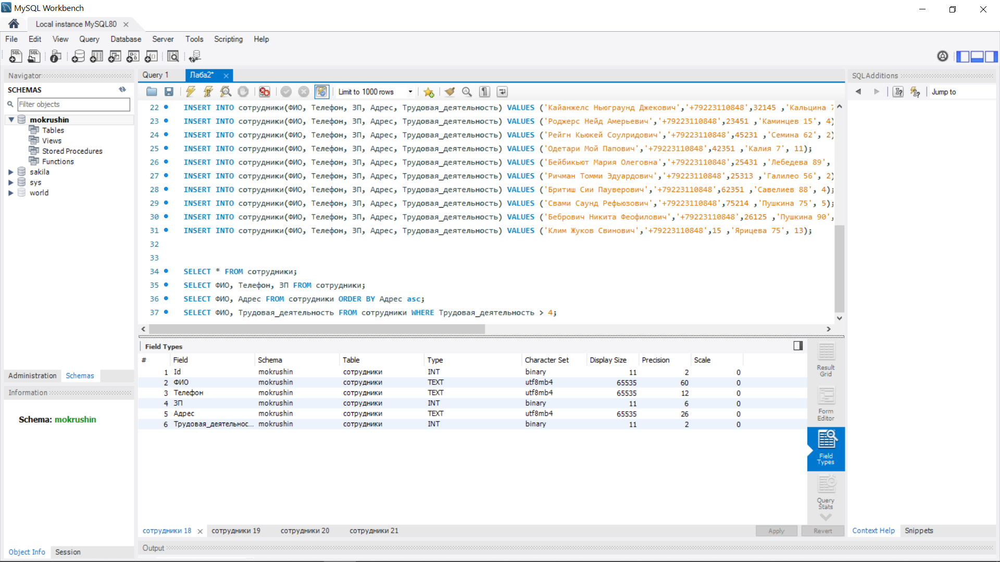 MySQL Workbench
Local instance MySQL80
File Edit View Query Database Server Tools Scripting Help
Navigator
SCHEMAS
Filter objects
mokrushin
Tables
Views
Stored Procedures
Functions
sakila
sys
world
Administration Schemas
Information
Schema: mokrushin
Object Info Session
Query 1 Лаба2*
Limit to 1000 rows
22 INSERT INTO сотрудники(ФИО, Телефон, ЗП, Адрес, Трудовая_деятельность) VALUES ('Кайанжелс Ньюграунд Джекович','+79223110848',32145 ,'Кальцина
23 INSERT INTO сотрудники(ФИО, Телефон, ЗП, Адрес, Трудовая_деятельность) VALUES ('Роджерс Нейд Амерьевич','+79223110848',23451 ,'Каминцев 15', 4)
24 INSERT INTO сотрудники(ФИО, Телефон, ЗП, Адрес, Трудовая_деятельность) VALUES ('Рейгн Кьюкей Соулридович','+79223110848',45231 ,'Семина 62', 2)
25 INSERT INTO сотрудники(ФИО, Телефон, ЗП, Адрес, Трудовая_деятельность) VALUES ('Одетари Мой Папович','+79223110848',42351 ,'Калия 7', 11);
26 INSERT INTO сотрудники(ФИО, Телефон, ЗП, Адрес, Трудовая_деятельность) VALUES ('Бейбикьют Мария Олеговна','+79223110848',25431 ,'Лебедева 89',
27 INSERT INTO сотрудники(ФИО, Телефон, ЗП, Адрес, Трудовая_деятельность) VALUES ('Ричман Томми Эдуардович','+79223110848',25313 ,'Галилео 56', 2)
28 INSERT INTO сотрудники(ФИО, Телефон, ЗП, Адрес, Трудовая_деятельность) VALUES ('Бритиш Сии Пауверович','+79223110848',62351 ,'Савелиев 88', 4);
29 INSERT INTO сотрудники(ФИО, Телефон, ЗП, Адрес, Трудовая_деятельность) VALUES ('Свами Саунд Рефьюзович','+79223110848',75214 ,'Пушкина 75', 5);
30 INSERT INTO сотрудники(ФИО, Телефон, ЗП, Адрес, Трудовая_деятельность) VALUES ('Бебрович Никита Феофилович','+79223110848',26125 ,'Пушкина 90',
31 INSERT INTO сотрудники(ФИО, Телефон, ЗП, Адрес, Трудовая_деятельность) VALUES ('Клим Жуков Свинович','+79223110848',15 ,'Ярицева 75', 13);
32
33
34 SELECT * FROM сотрудники;
35 SELECT ФИО, Телефон, ЗП FROM сотрудники;
36 SELECT ФИО, Адрес FROM сотрудники ORDER BY Адрес asc;
37 SELECT ФИО, Трудовая_деятельность FROM сотрудники WHERE Трудовая_деятельность > 4;
Field Types
# Field Schema Table Type Character Set Display Size Precision Scale
1 Id mokrushin сотрудники INT binary 11 2 0
2 ФИО mokrushin сотрудники TEXT utf8mb4 65535 60 0
3 Телефон mokrushin сотрудники TEXT utf8mb4 65535 12 0
4 ЗП mokrushin сотрудники INT binary 11 6 0
5 Адрес mokrushin сотрудники TEXT utf8mb4 65535 26 0
6 Трудовая_деятельнос... mokrushin сотрудники INT binary 11 2 0
Result
Grid
Form
Editor
Field
Types
Query
Stats
сотрудники 18 сотрудники 19 сотрудники 20 сотрудники 21
Apply Revert
Output
SQLAdditions
Jump to
Context Help Snippets